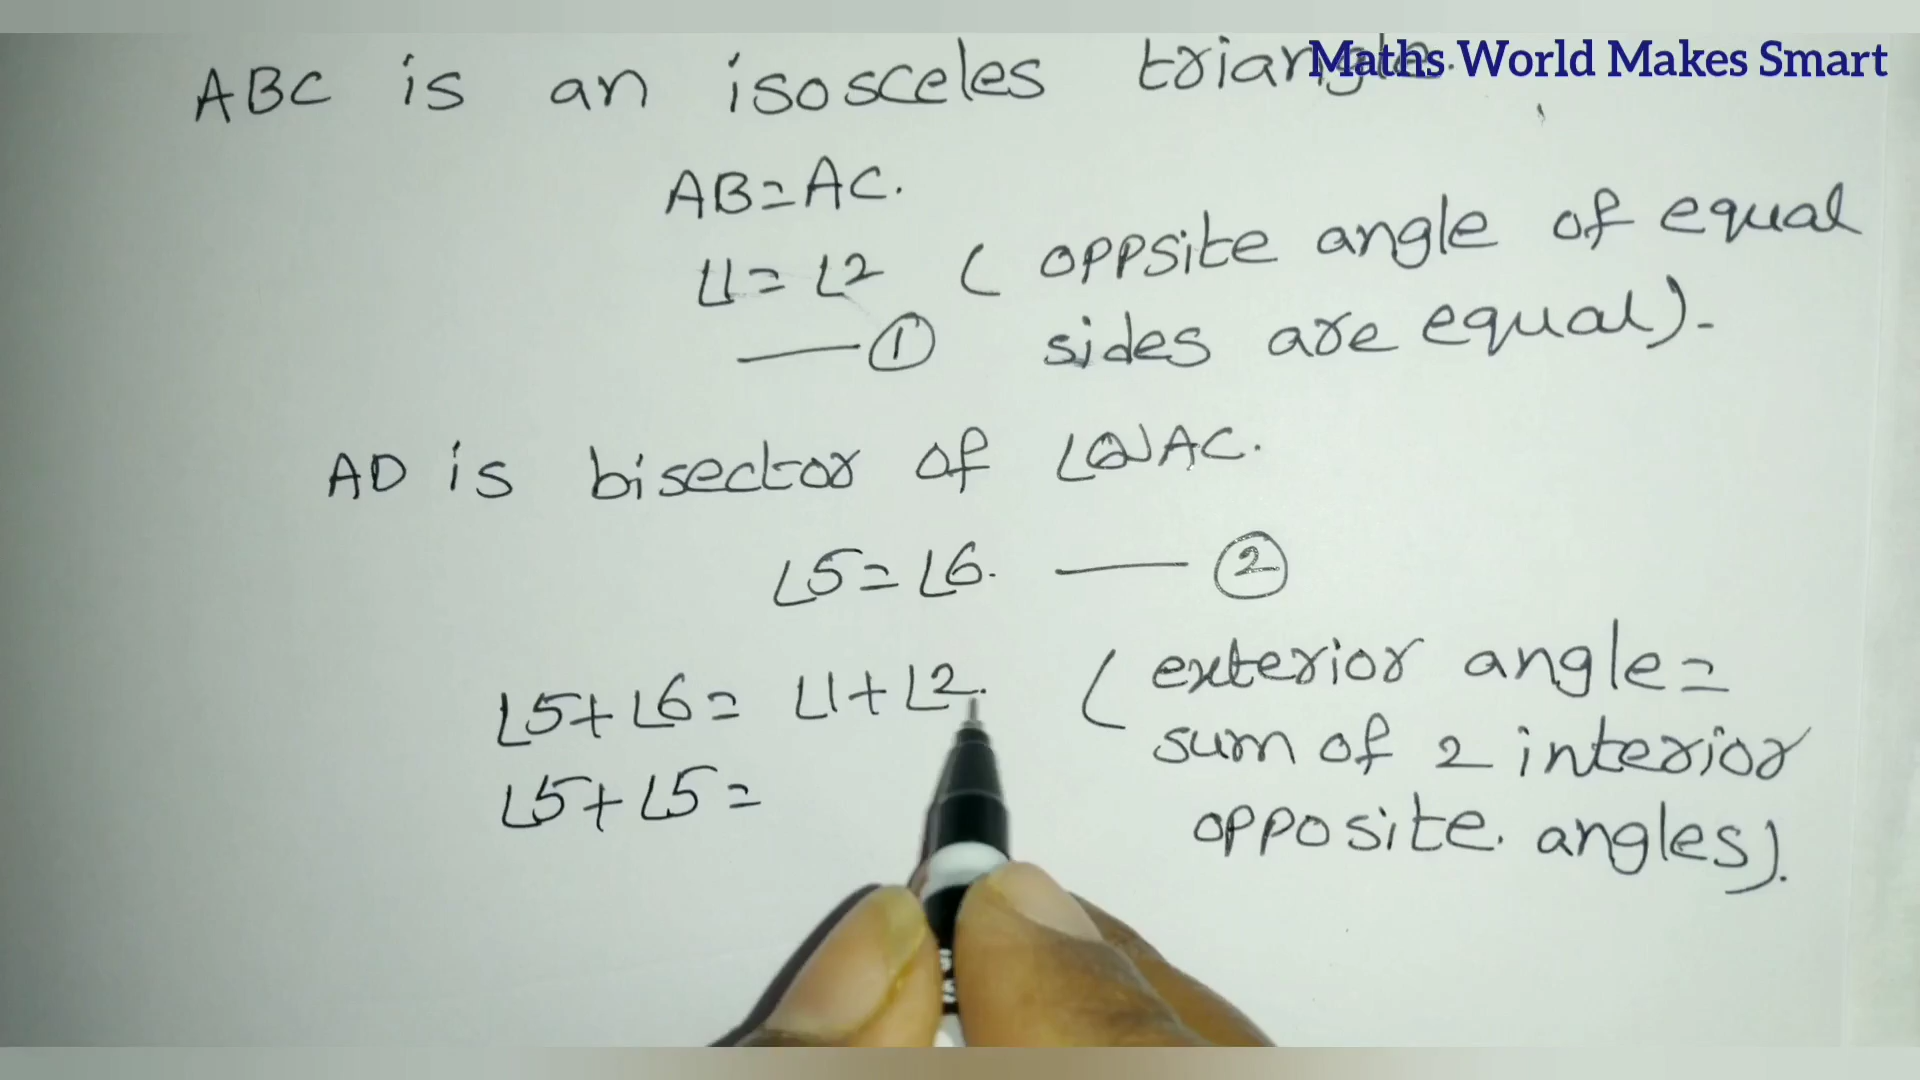 Maths World Makes Smart
ABC is an isosceles triangle.
AB=AC.
∠1=∠2 (oppsite angle of equal
——① sides are equal).
AD is bisector of ∠QAC.
∠5=∠6. ——②
∠5+∠6= ∠1+∠2. (exterior angle=
sum of 2 interior
∠5+∠5=
opposite. angles).